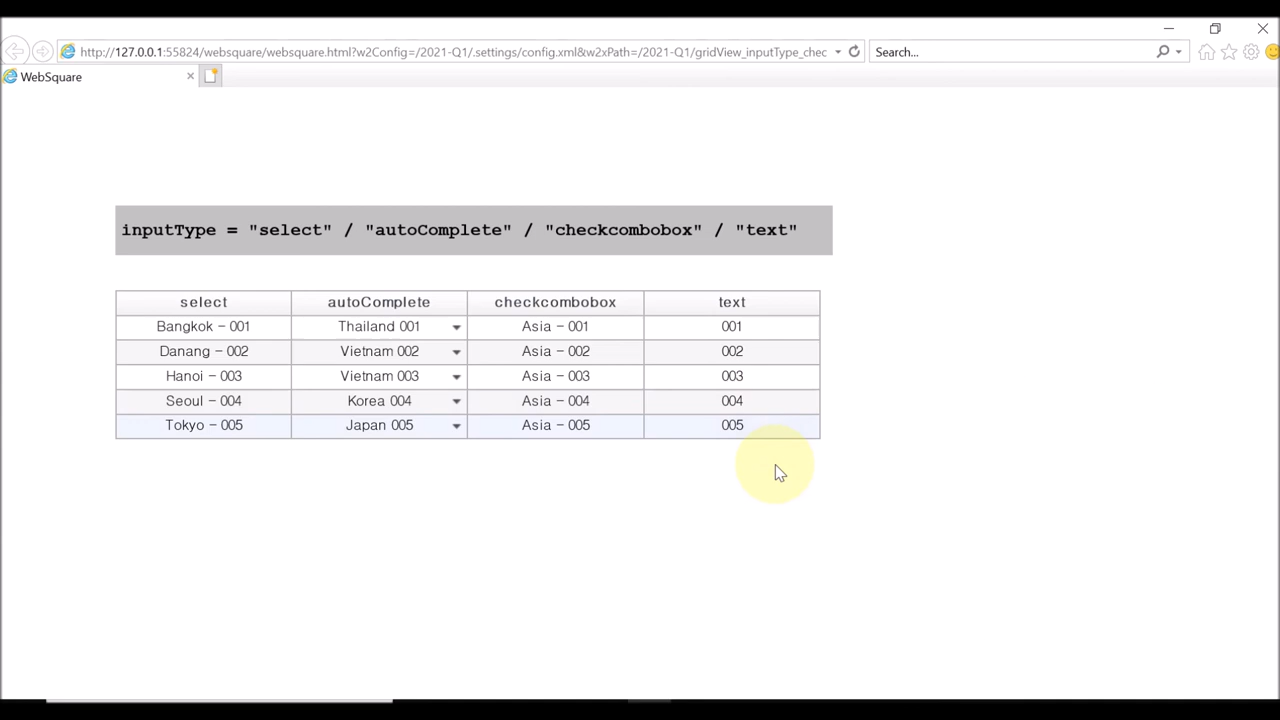 http://127.0.0.1:55824/websquare/websquare.html?w2Config=/2021-Q1/.settings/config.xml&w2xPath=/2021-Q1/gridView_inputType_chec
Search...
WebSquare
inputType = "select" / "autoComplete" / "checkcombobox" / "text"
select autoComplete checkcombobox text
Bangkok - 001 Thailand 001 Asia - 001 001
Danang - 002 Vietnam 002 Asia - 002 002
Hanoi - 003 Vietnam 003 Asia - 003 003
Seoul - 004 Korea 004 Asia - 004 004
Tokyo - 005 Japan 005 Asia - 005 005